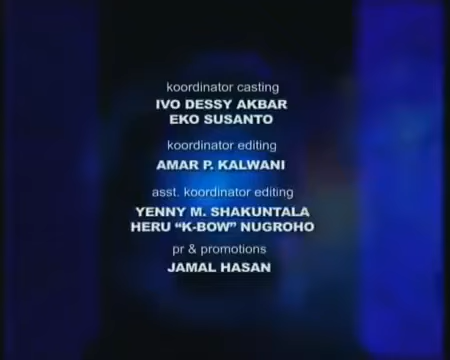 koordinator casting
IVO DESSY AKBAR
EKO SUSANTO
koordinator editing
AMAR P. KALWANI
asst. koordinator editing
YENNY M. SHAKUNTALA
HERU “K-BOW” NUGROHO
pr & promotions
JAMAL HASAN